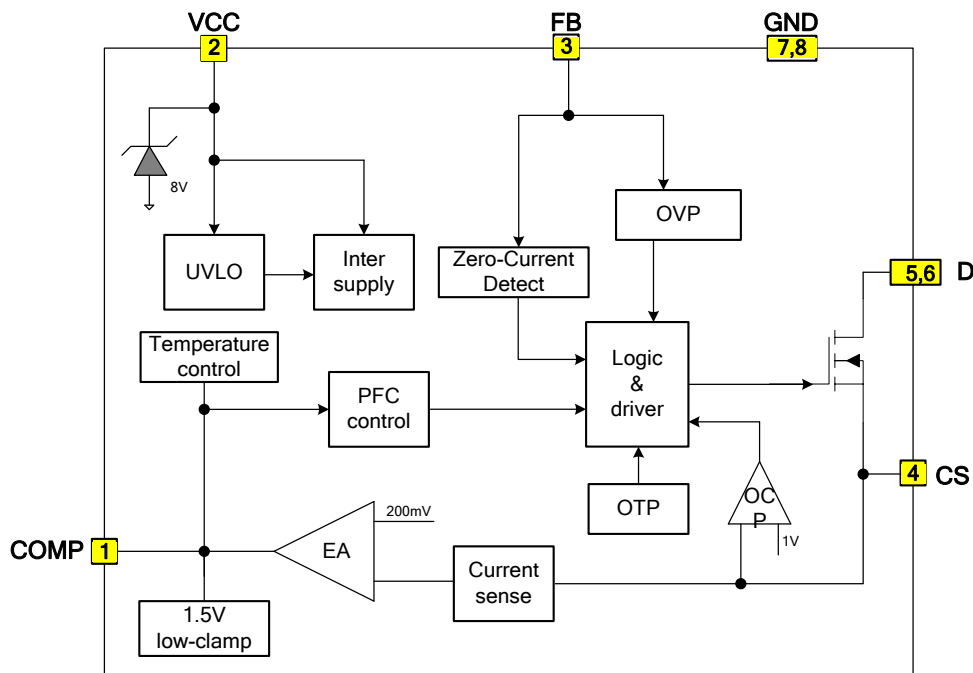 VCC
FB
GND
2
3
7,8
8V
OVP
UVLO
Inter
supply
Zero-Current
Detect
5,6
D
Temperature
control
Logic
&
driver
PFC
control
4
CS
200mV
OTP
OC
P
COMP
1
EA
1V
Current
sense
1.5V
low-clamp